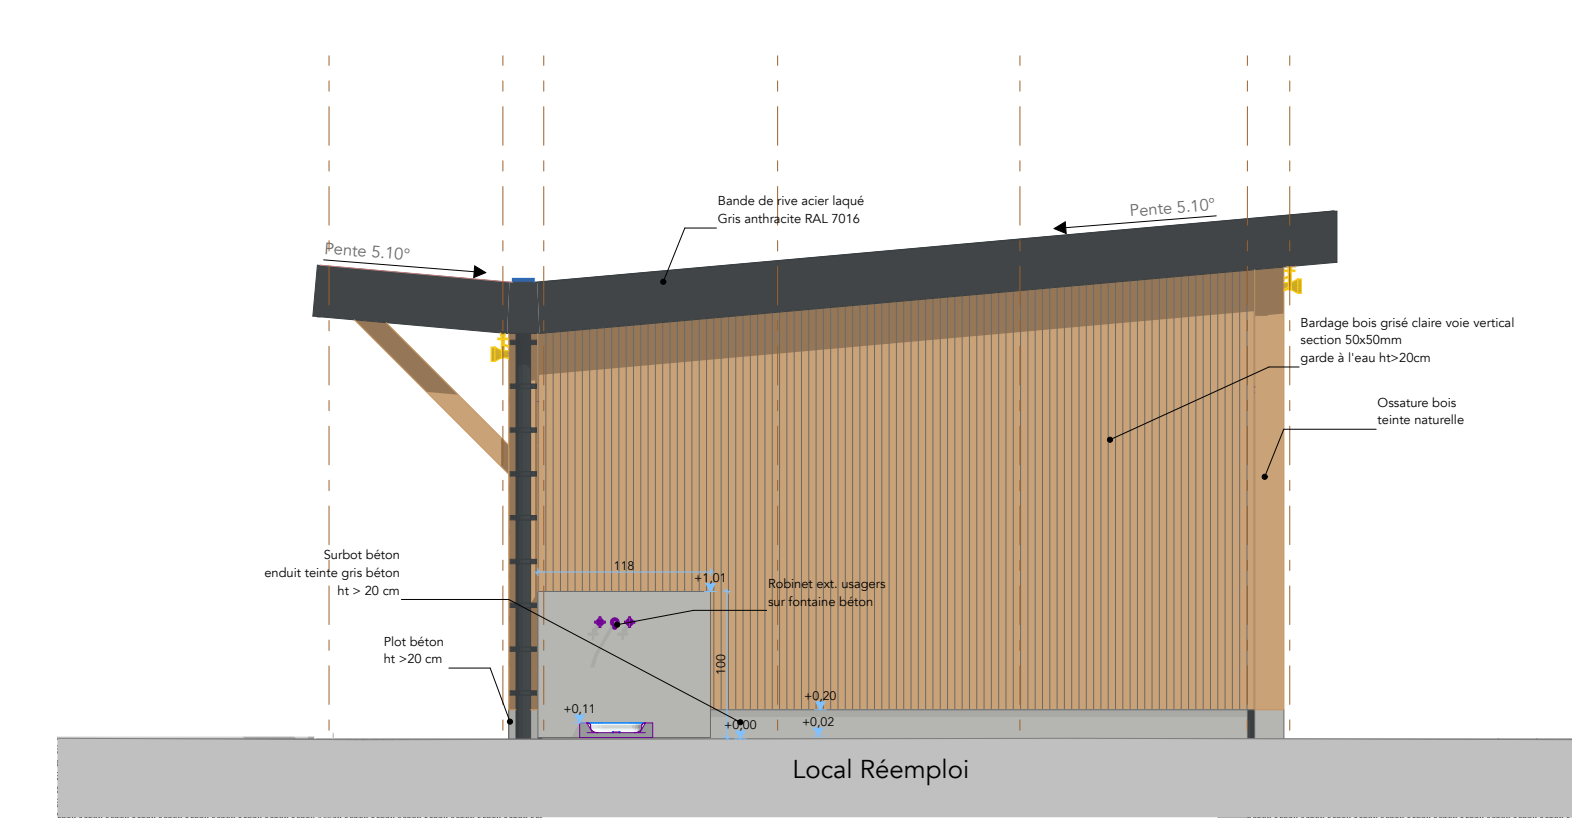 Bande de rive acier laqué
Gris anthracite RAL 7016
Pente 5.10°
Pente 5.10°
Bardage bois grisé claire voie vertical
section 50x50mm
garde à l'eau ht>20cm
Ossature bois
teinte naturelle
Surbot béton
enduit teinte gris béton
ht > 20 cm
118
+1,01
Robinet ext. usagers
sur fontaine béton
Plot béton
ht >20 cm
100
+0,11
+0,20
+0,00
+0,02
Local Réemploi